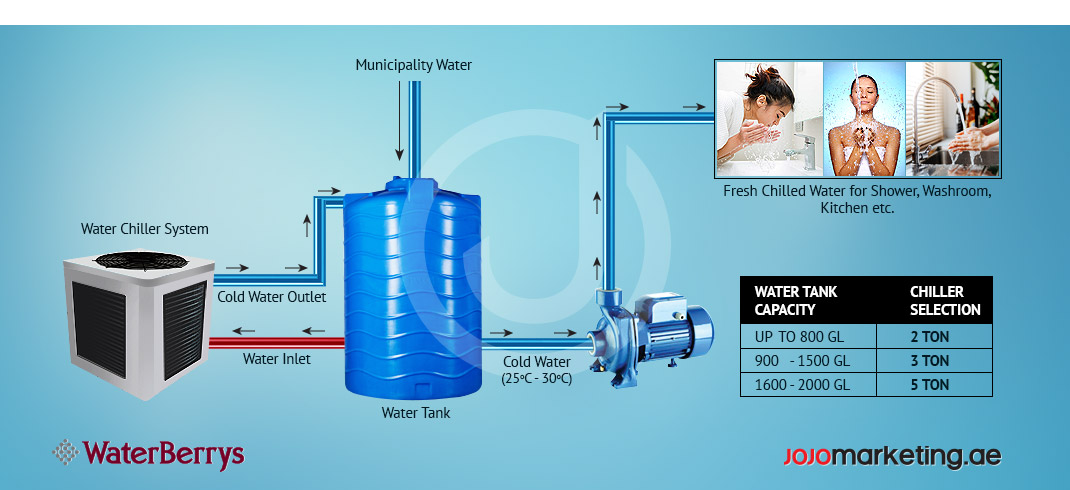 Municipality Water
Water Chiller System
Cold Water Outlet
Water Inlet
Water Tank
Cold Water
(25ºC - 30ºC)
Fresh Chilled Water for Shower, Washroom,
Kitchen etc.
WATER TANK CAPACITY CHILLER SELECTION
UP TO 800 GL 2 TON
900 - 1500 GL 3 TON
1600 - 2000 GL 5 TON
WaterBerrys
JOJOmarketing.ae